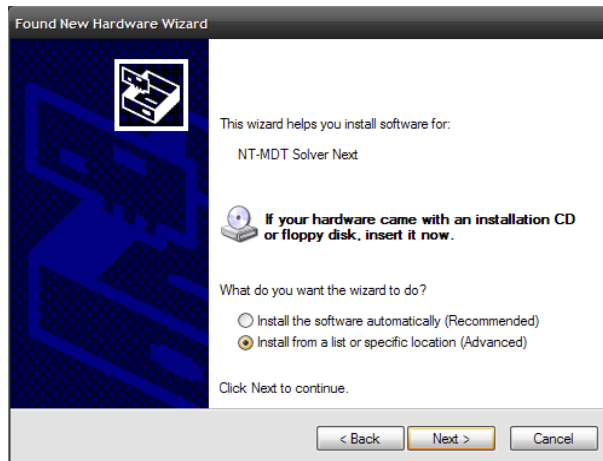 Found New Hardware Wizard
This wizard helps you install software for:
NT-MDT Solver Next
If your hardware came with an installation CD
or floppy disk, insert it now.
What do you want the wizard to do?
Install the software automatically (Recommended)
Install from a list or specific location (Advanced)
Click Next to continue.
< Back Next > Cancel